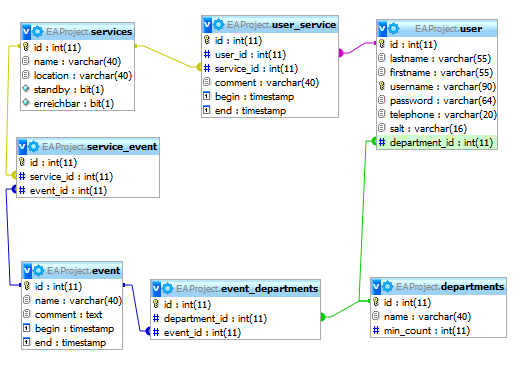 EAProject.services
id : int(11)
name : varchar(40)
location : varchar(40)
standby : bit(1)
erreichbar : bit(1)
EAProject.user_service
id : int(11)
# user_id : int(11)
# service_id : int(11)
comment : varchar(40)
begin : timestamp
end : timestamp
EAProject.user
id : int(11)
lastname : varchar(55)
firstname : varchar(55)
username : varchar(90)
password : varchar(64)
telephone : varchar(20)
salt : varchar(16)
# department_id : int(11)
EAProject.service_event
id : int(11)
# service_id : int(11)
# event_id : int(11)
EAProject.event
id : int(11)
name : varchar(40)
comment : text
begin : timestamp
end : timestamp
EAProject.event_departments
id : int(11)
# department_id : int(11)
# event_id : int(11)
EAProject.departments
id : int(11)
name : varchar(40)
# min_count : int(11)